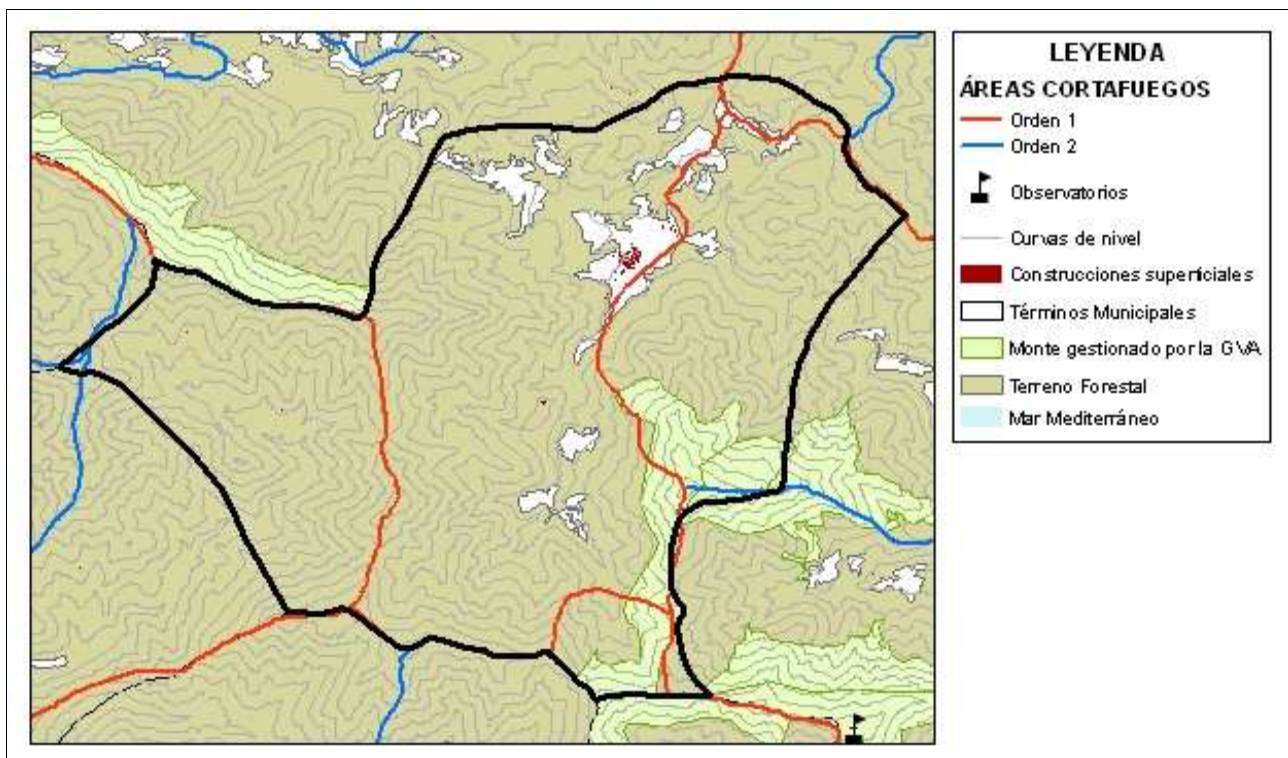 LEYENDA
ÁREAS CORTAFUEGOS
Orden 1
Orden 2
Observatorios
Curvas de nivel
Construcciones superficiales
Términos Municipales
Monte gestionado por la GVA
Terreno Forestal
Mar Mediterráneo